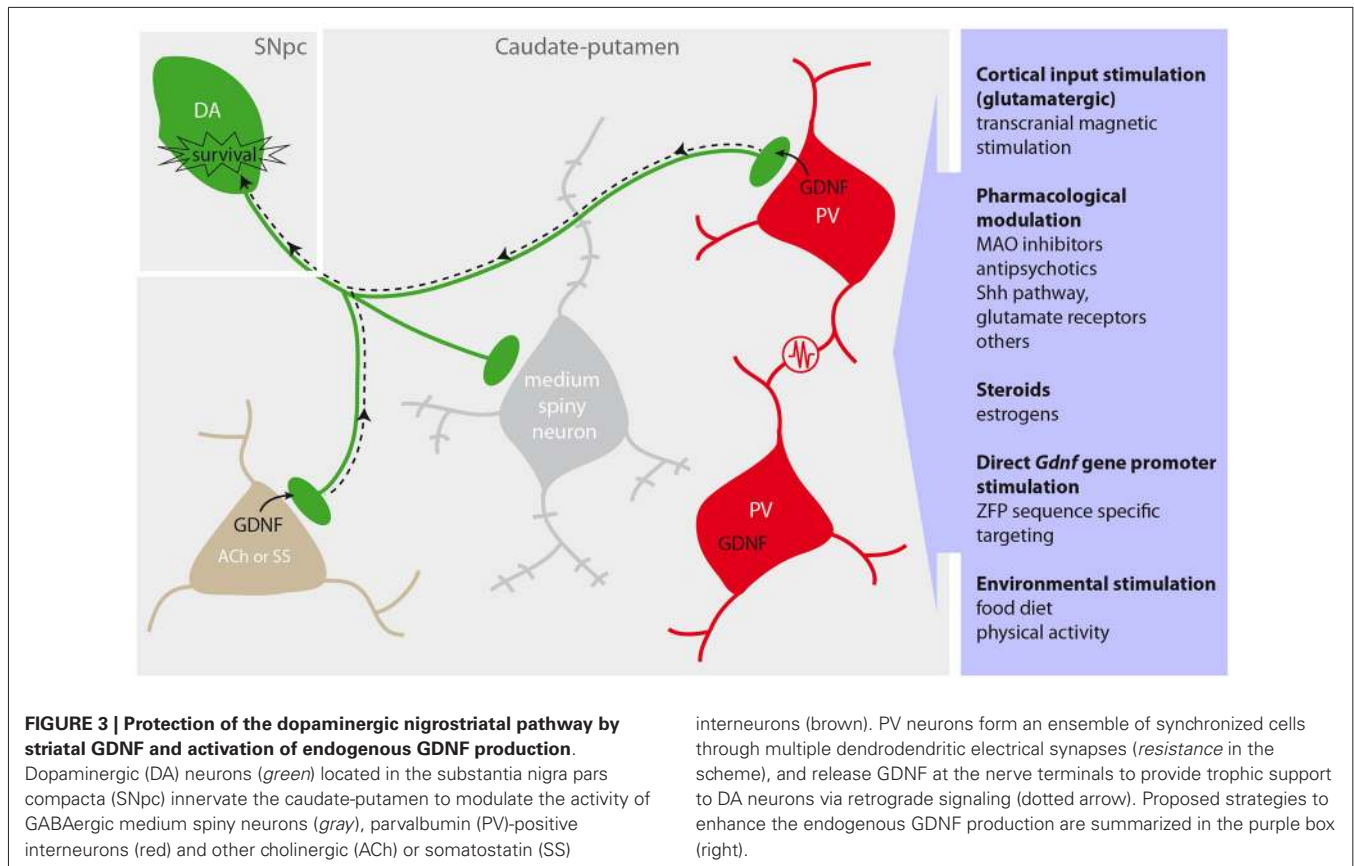 SNpc
Caudate-putamen
DA
survival
GDNF
PV
medium
spiny
neuron
GDNF
ACh or SS
PV
GDNF
Cortical input stimulation
(glutamatergic)
transcranial magnetic
stimulation
Pharmacological
modulation
MAO inhibitors
antipsychotics
Shh pathway,
glutamate receptors
others
Steroids
estrogens
Direct Gdnf gene promoter
stimulation
ZFP sequence specific
targeting
Environmental stimulation
food diet
physical activity
FIGURE 3 | Protection of the dopaminergic nigrostriatal pathway by
striatal GDNF and activation of endogenous GDNF production.
Dopaminergic (DA) neurons (green) located in the substantia nigra pars
compacta (SNpc) innervate the caudate-putamen to modulate the activity of
GABAergic medium spiny neurons (gray), parvalbumin (PV)-positive
interneurons (red) and other cholinergic (ACh) or somatostatin (SS)
interneurons (brown). PV neurons form an ensemble of synchronized cells
through multiple dendrodendritic electrical synapses (resistance in the
scheme), and release GDNF at the nerve terminals to provide trophic support
to DA neurons via retrograde signaling (dotted arrow). Proposed strategies to
enhance the endogenous GDNF production are summarized in the purple box
(right).